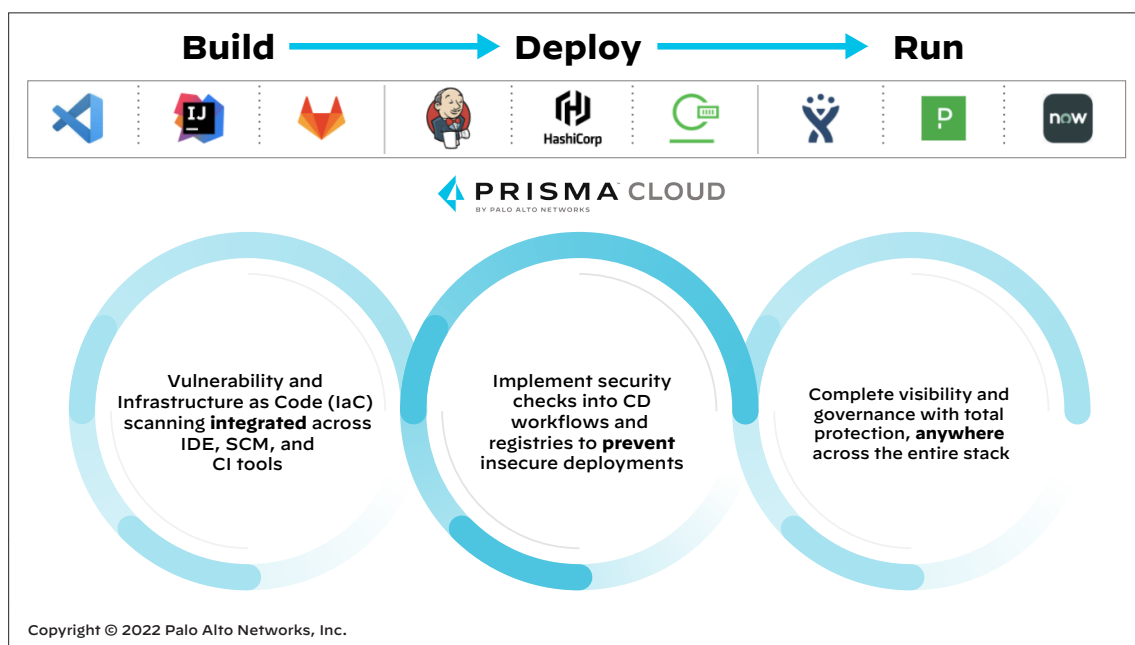 Build
Deploy
Run
IJ
HashiCorp
P
now
PRISMA™ CLOUD
BY PALO ALTO NETWORKS
Vulnerability and
Infrastructure as Code (IaC)
scanning integrated across
IDE, SCM, and
CI tools
Implement security
checks into CD
workflows and
registries to prevent
insecure deployments
Complete visibility and
governance with total
protection, anywhere
across the entire stack
Copyright © 2022 Palo Alto Networks, Inc.